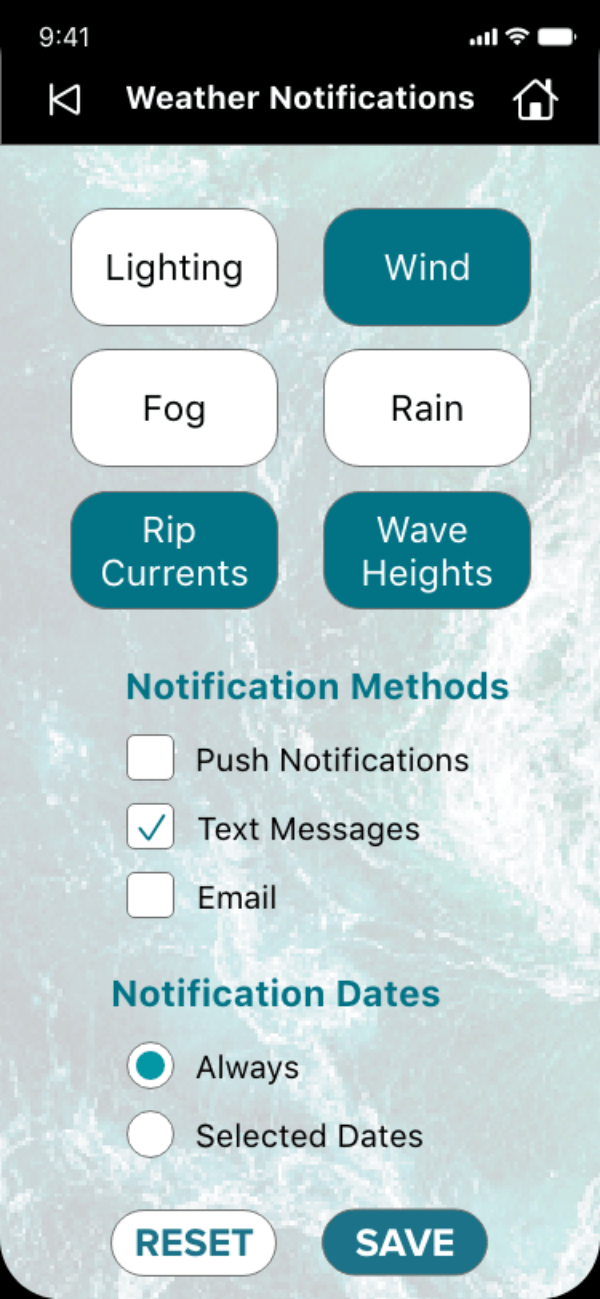 9:41
Weather Notifications
Lighting
Wind
Fog
Rain
Rip
Currents
Wave
Heights
Notification Methods
Push Notifications
Text Messages
Email
Notification Dates
Always
Selected Dates
RESET
SAVE